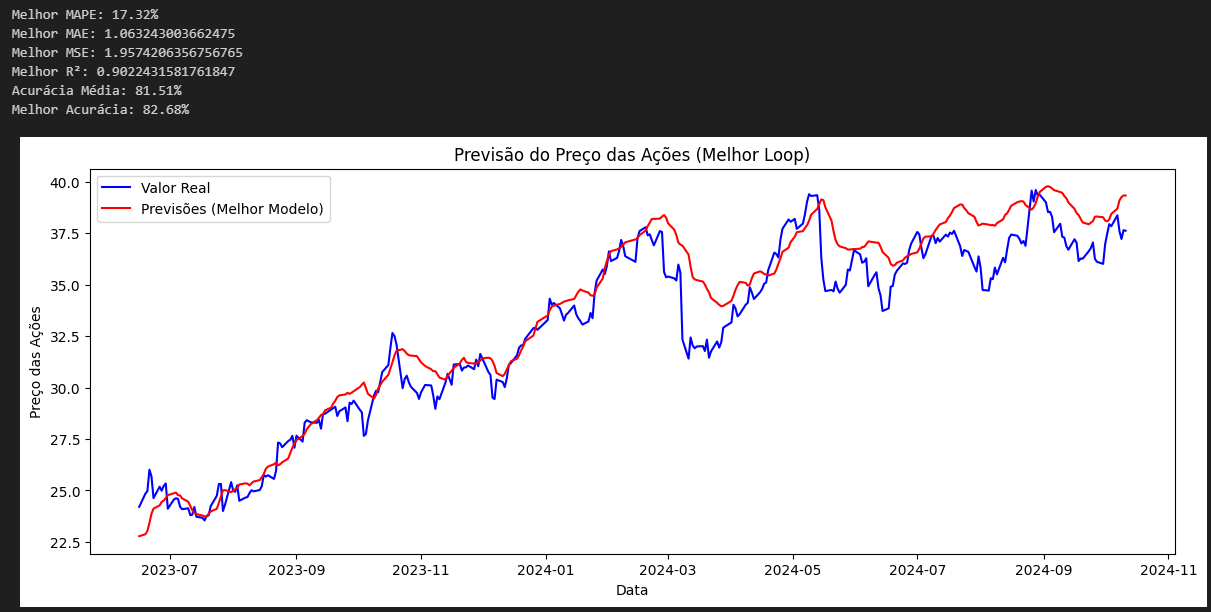 Melhor MAPE: 17.32%
Melhor MAE: 1.063243003662475
Melhor MSE: 1.9574206356756765
Melhor R²: 0.9022431581761847
Acurácia Média: 81.51%
Melhor Acurácia: 82.68%
Previsão do Preço das Ações (Melhor Loop)
Valor Real
Previsões (Melhor Modelo)
Preço das Ações
40.0
37.5
35.0
32.5
30.0
27.5
25.0
22.5
2023-07 2023-09 2023-11 2024-01 2024-03 2024-05 2024-07 2024-09 2024-11
Data